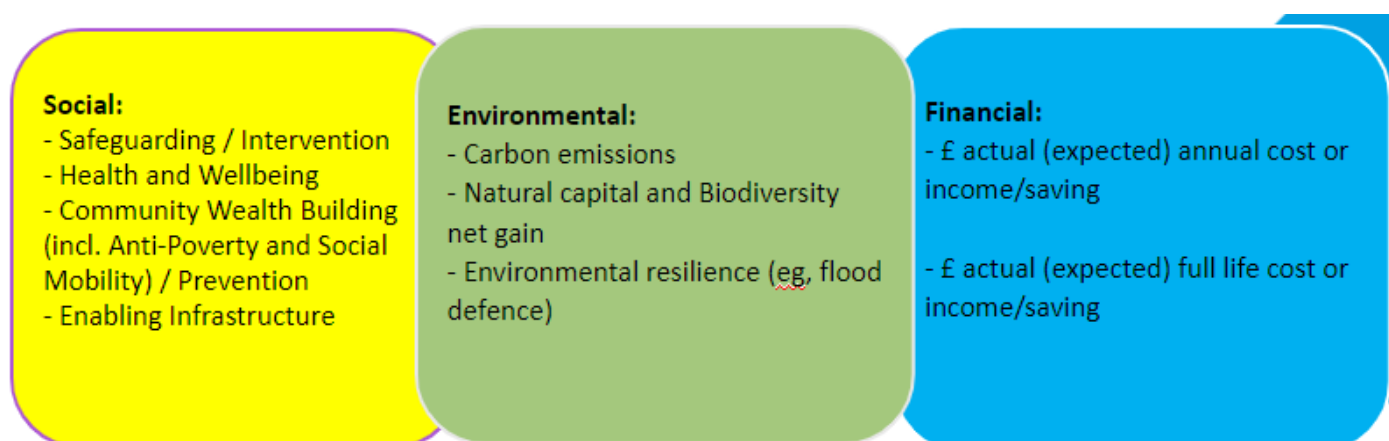 Social:
- Safeguarding / Intervention
- Health and Wellbeing
- Community Wealth Building
(incl. Anti-Poverty and Social
Mobility) / Prevention
- Enabling Infrastructure
Environmental:
- Carbon emissions
- Natural capital and Biodiversity
net gain
- Environmental resilience (eg, flood
defence)
Financial:
- £ actual (expected) annual cost or
income/saving
- £ actual (expected) full life cost or
income/saving